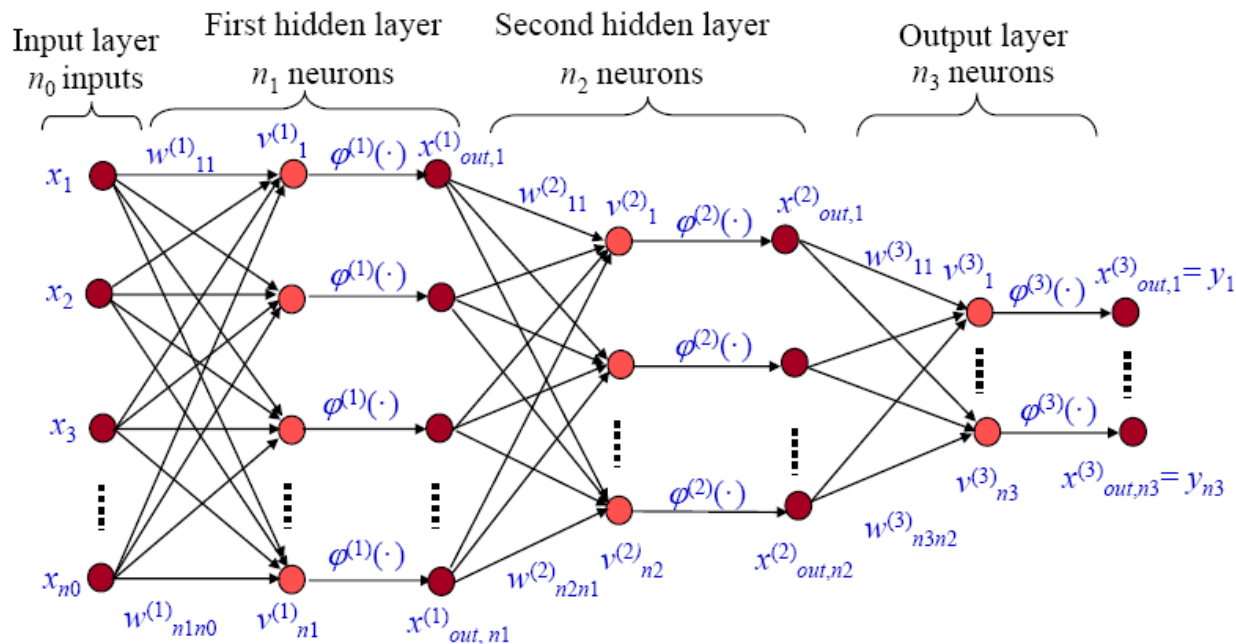 Input layer
n₀ inputs
First hidden layer
n₁ neurons
Second hidden layer
n₂ neurons
Output layer
n₃ neurons
w⁽¹⁾₁₁
v⁽¹⁾₁
φ⁽¹⁾(·)
x⁽¹⁾out,1
x₁
w⁽²⁾₁₁
v⁽²⁾₁
φ⁽²⁾(·)
x⁽²⁾out,1
x₂
φ⁽¹⁾(·)
w⁽³⁾₁₁
v⁽³⁾₁
φ⁽³⁾(·)
x⁽³⁾out,1 = y₁
φ⁽²⁾(·)
x₃
φ⁽¹⁾(·)
φ⁽³⁾(·)
v⁽³⁾n3
x⁽³⁾out,n3 = yn3
φ⁽²⁾(·)
w⁽³⁾n3n2
xn0
φ⁽¹⁾(·)
w⁽²⁾n2n1
v⁽²⁾n2
x⁽²⁾out,n2
w⁽¹⁾n1n0
v⁽¹⁾n1
x⁽¹⁾out, n1